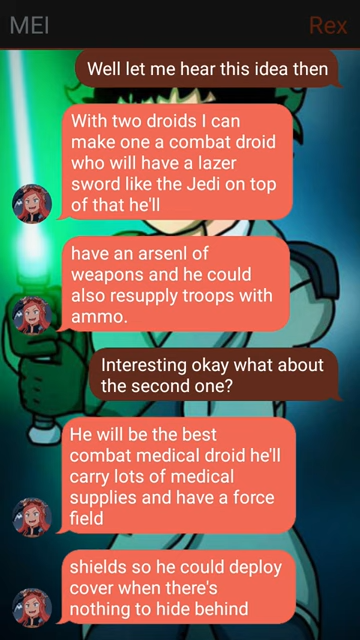 MEI
Rex
Well let me hear this idea then
With two droids I can
make one a combat droid
who will have a lazer
sword like the Jedi on top
of that he'll
have an arsenl of
weapons and he could
also resupply troops with
ammo.
Interesting okay what about
the second one?
He will be the best
combat medical droid he'll
carry lots of medical
supplies and have a force
field
shields so he could deploy
cover when there's
nothing to hide behind